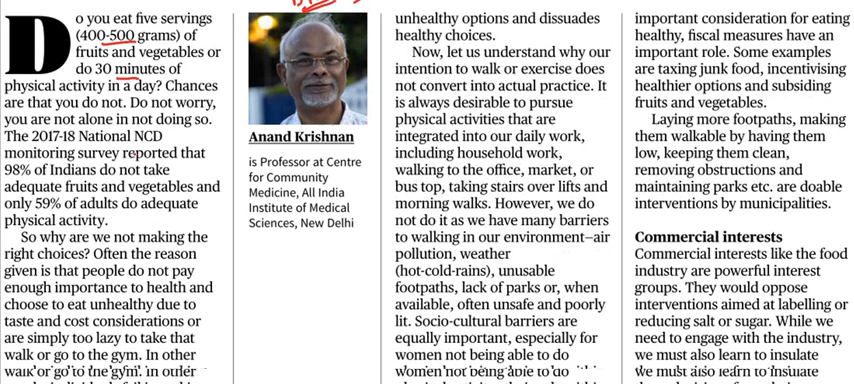 Do you eat five servings
(400-500 grams) of
fruits and vegetables or
do 30 minutes of
physical activity in a day? Chances
are that you do not. Do not worry,
you are not alone in not doing so.
The 2017-18 National NCD
monitoring survey reported that
98% of Indians do not take
adequate fruits and vegetables and
only 59% of adults do adequate
physical activity.
So why are we not making the
right choices? Often the reason
given is that people do not pay
enough importance to health and
choose to eat unhealthy due to
taste and cost considerations or
are simply too lazy to take that
walk or go to the gym. In other
Anand Krishnan
is Professor at Centre
for Community
Medicine, All India
Institute of Medical
Sciences, New Delhi
unhealthy options and dissuades
healthy choices.
Now, let us understand why our
intention to walk or exercise does
not convert into actual practice. It
is always desirable to pursue
physical activities that are
integrated into our daily work,
including household work,
walking to the office, market, or
bus top, taking stairs over lifts and
morning walks. However, we do
not do it as we have many barriers
to walking in our environment—air
pollution, weather
(hot-cold-rains), unusable
footpaths, lack of parks or, when
available, often unsafe and poorly
lit. Socio-cultural barriers are
equally important, especially for
women not being able to do
important consideration for eating
healthy, fiscal measures have an
important role. Some examples
are taxing junk food, incentivising
healthier options and subsiding
fruits and vegetables.
Laying more footpaths, making
them walkable by having them
low, keeping them clean,
removing obstructions and
maintaining parks etc. are doable
interventions by municipalities.
Commercial interests
Commercial interests like the food
industry are powerful interest
groups. They would oppose
interventions aimed at labelling or
reducing salt or sugar. While we
need to engage with the industry,
we must also learn to insulate